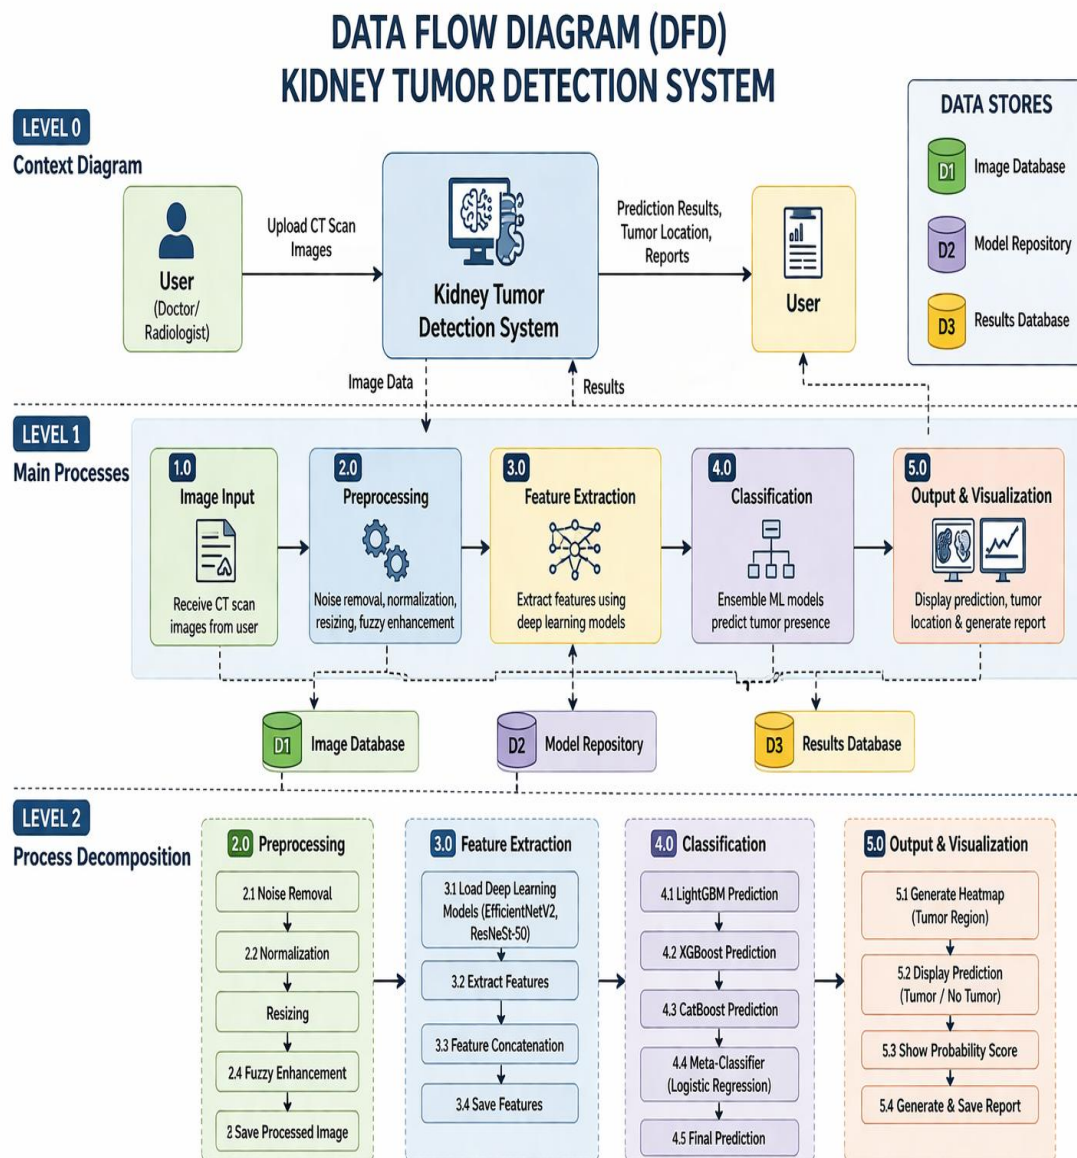 DATA FLOW DIAGRAM (DFD)
KIDNEY TUMOR DETECTION SYSTEM
LEVEL 0
Context Diagram
User
(Doctor/
Radiologist)
Upload CT Scan
Images
Kidney Tumor
Detection System
Prediction Results,
Tumor Location,
Reports
User
DATA STORES
D1
Image Database
D2
Model Repository
D3
Results Database
Image Data
Results
LEVEL 1
Main Processes
1.0
Image Input
Receive CT scan
images from user
2.0
Preprocessing
Noise removal, normalization,
resizing, fuzzy enhancement
3.0
Feature Extraction
Extract features using
deep learning models
4.0
Classification
Ensemble ML models
predict tumor presence
5.0
Output & Visualization
Display prediction, tumor
location & generate report
D1
Image Database
D2
Model Repository
D3
Results Database
LEVEL 2
Process Decomposition
2.0 Preprocessing
2.1 Noise Removal
2.2 Normalization
Resizing
2.4 Fuzzy Enhancement
2 Save Processed Image
3.0 Feature Extraction
3.1 Load Deep Learning
Models (EfficientNetV2,
ResNeSt-50)
3.2 Extract Features
3.3 Feature Concatenation
3.4 Save Features
4.0 Classification
4.1 LightGBM Prediction
4.2 XGBoost Prediction
4.3 CatBoost Prediction
4.4 Meta-Classifier
(Logistic Regression)
4.5 Final Prediction
5.0 Output & Visualization
5.1 Generate Heatmap
(Tumor Region)
5.2 Display Prediction
(Tumor / No Tumor)
5.3 Show Probability Score
5.4 Generate & Save Report